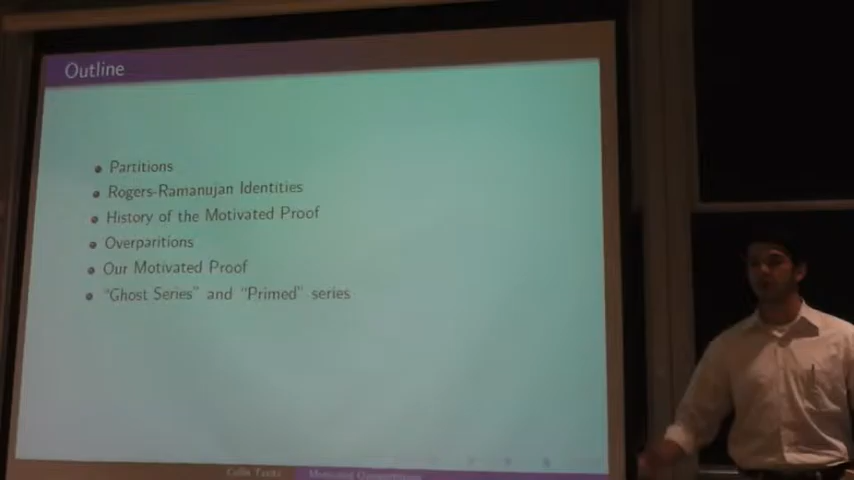 Outline
Partitions
Rogers-Ramanujan Identities
History of the Motivated Proof
Overparitions
Our Motivated Proof
"Ghost Series" and "Primed" series